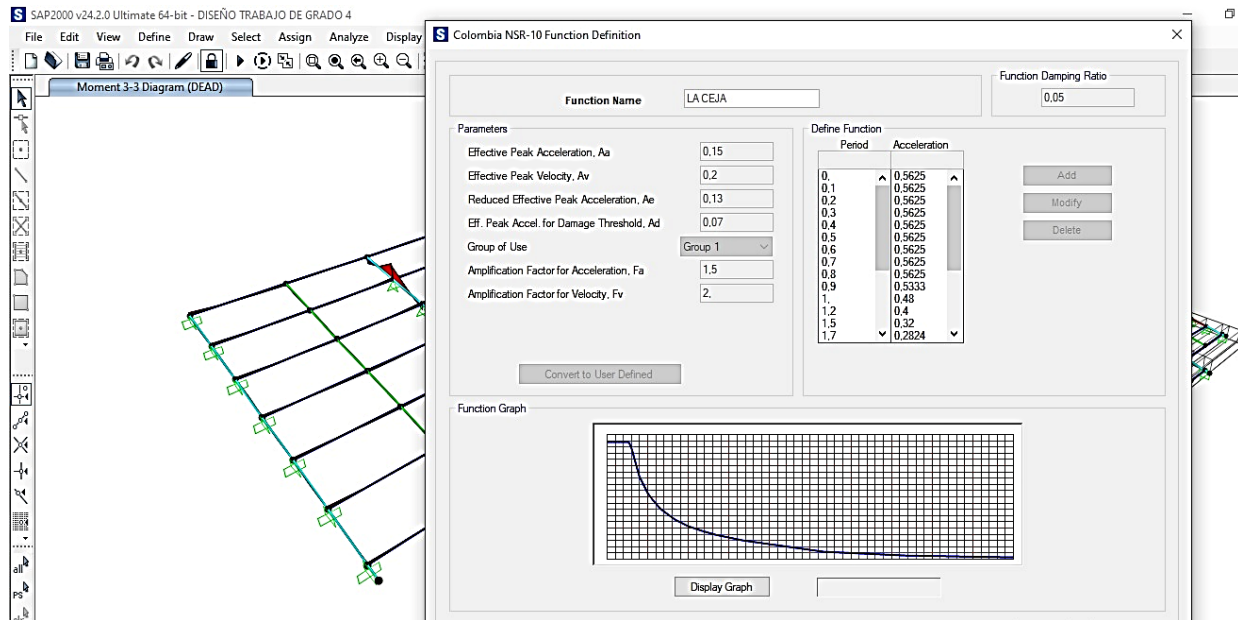 SAP2000 v24.2.0 Ultimate 64-bit - DISEÑO TRABAJO DE GRADO 4
File Edit View Define Draw Select Assign Analyze Display
Moment 3-3 Diagram (DEAD)
all
PS
Colombia NSR-10 Function Definition
Function Name LA CEJA
Function Damping Ratio
0,05
Parameters
Effective Peak Acceleration, Aa 0,15
Effective Peak Velocity, Av 0,2
Reduced Effective Peak Acceleration, Ae 0,13
Eff. Peak Accel. for Damage Threshold, Ad 0,07
Group of Use Group 1
Amplification Factor for Acceleration, Fa 1,5
Amplification Factor for Velocity, Fv 2,
Convert to User Defined
Define Function
Period Acceleration
0, 0,5625
0,1 0,5625
0,2 0,5625
0,3 0,5625
0,4 0,5625
0,5 0,5625
0,6 0,5625
0,7 0,5625
0,8 0,5625
0,9 0,5333
1, 0,48
1,2 0,4
1,5 0,32
1,7 0,2824
Add
Modify
Delete
Function Graph
Display Graph